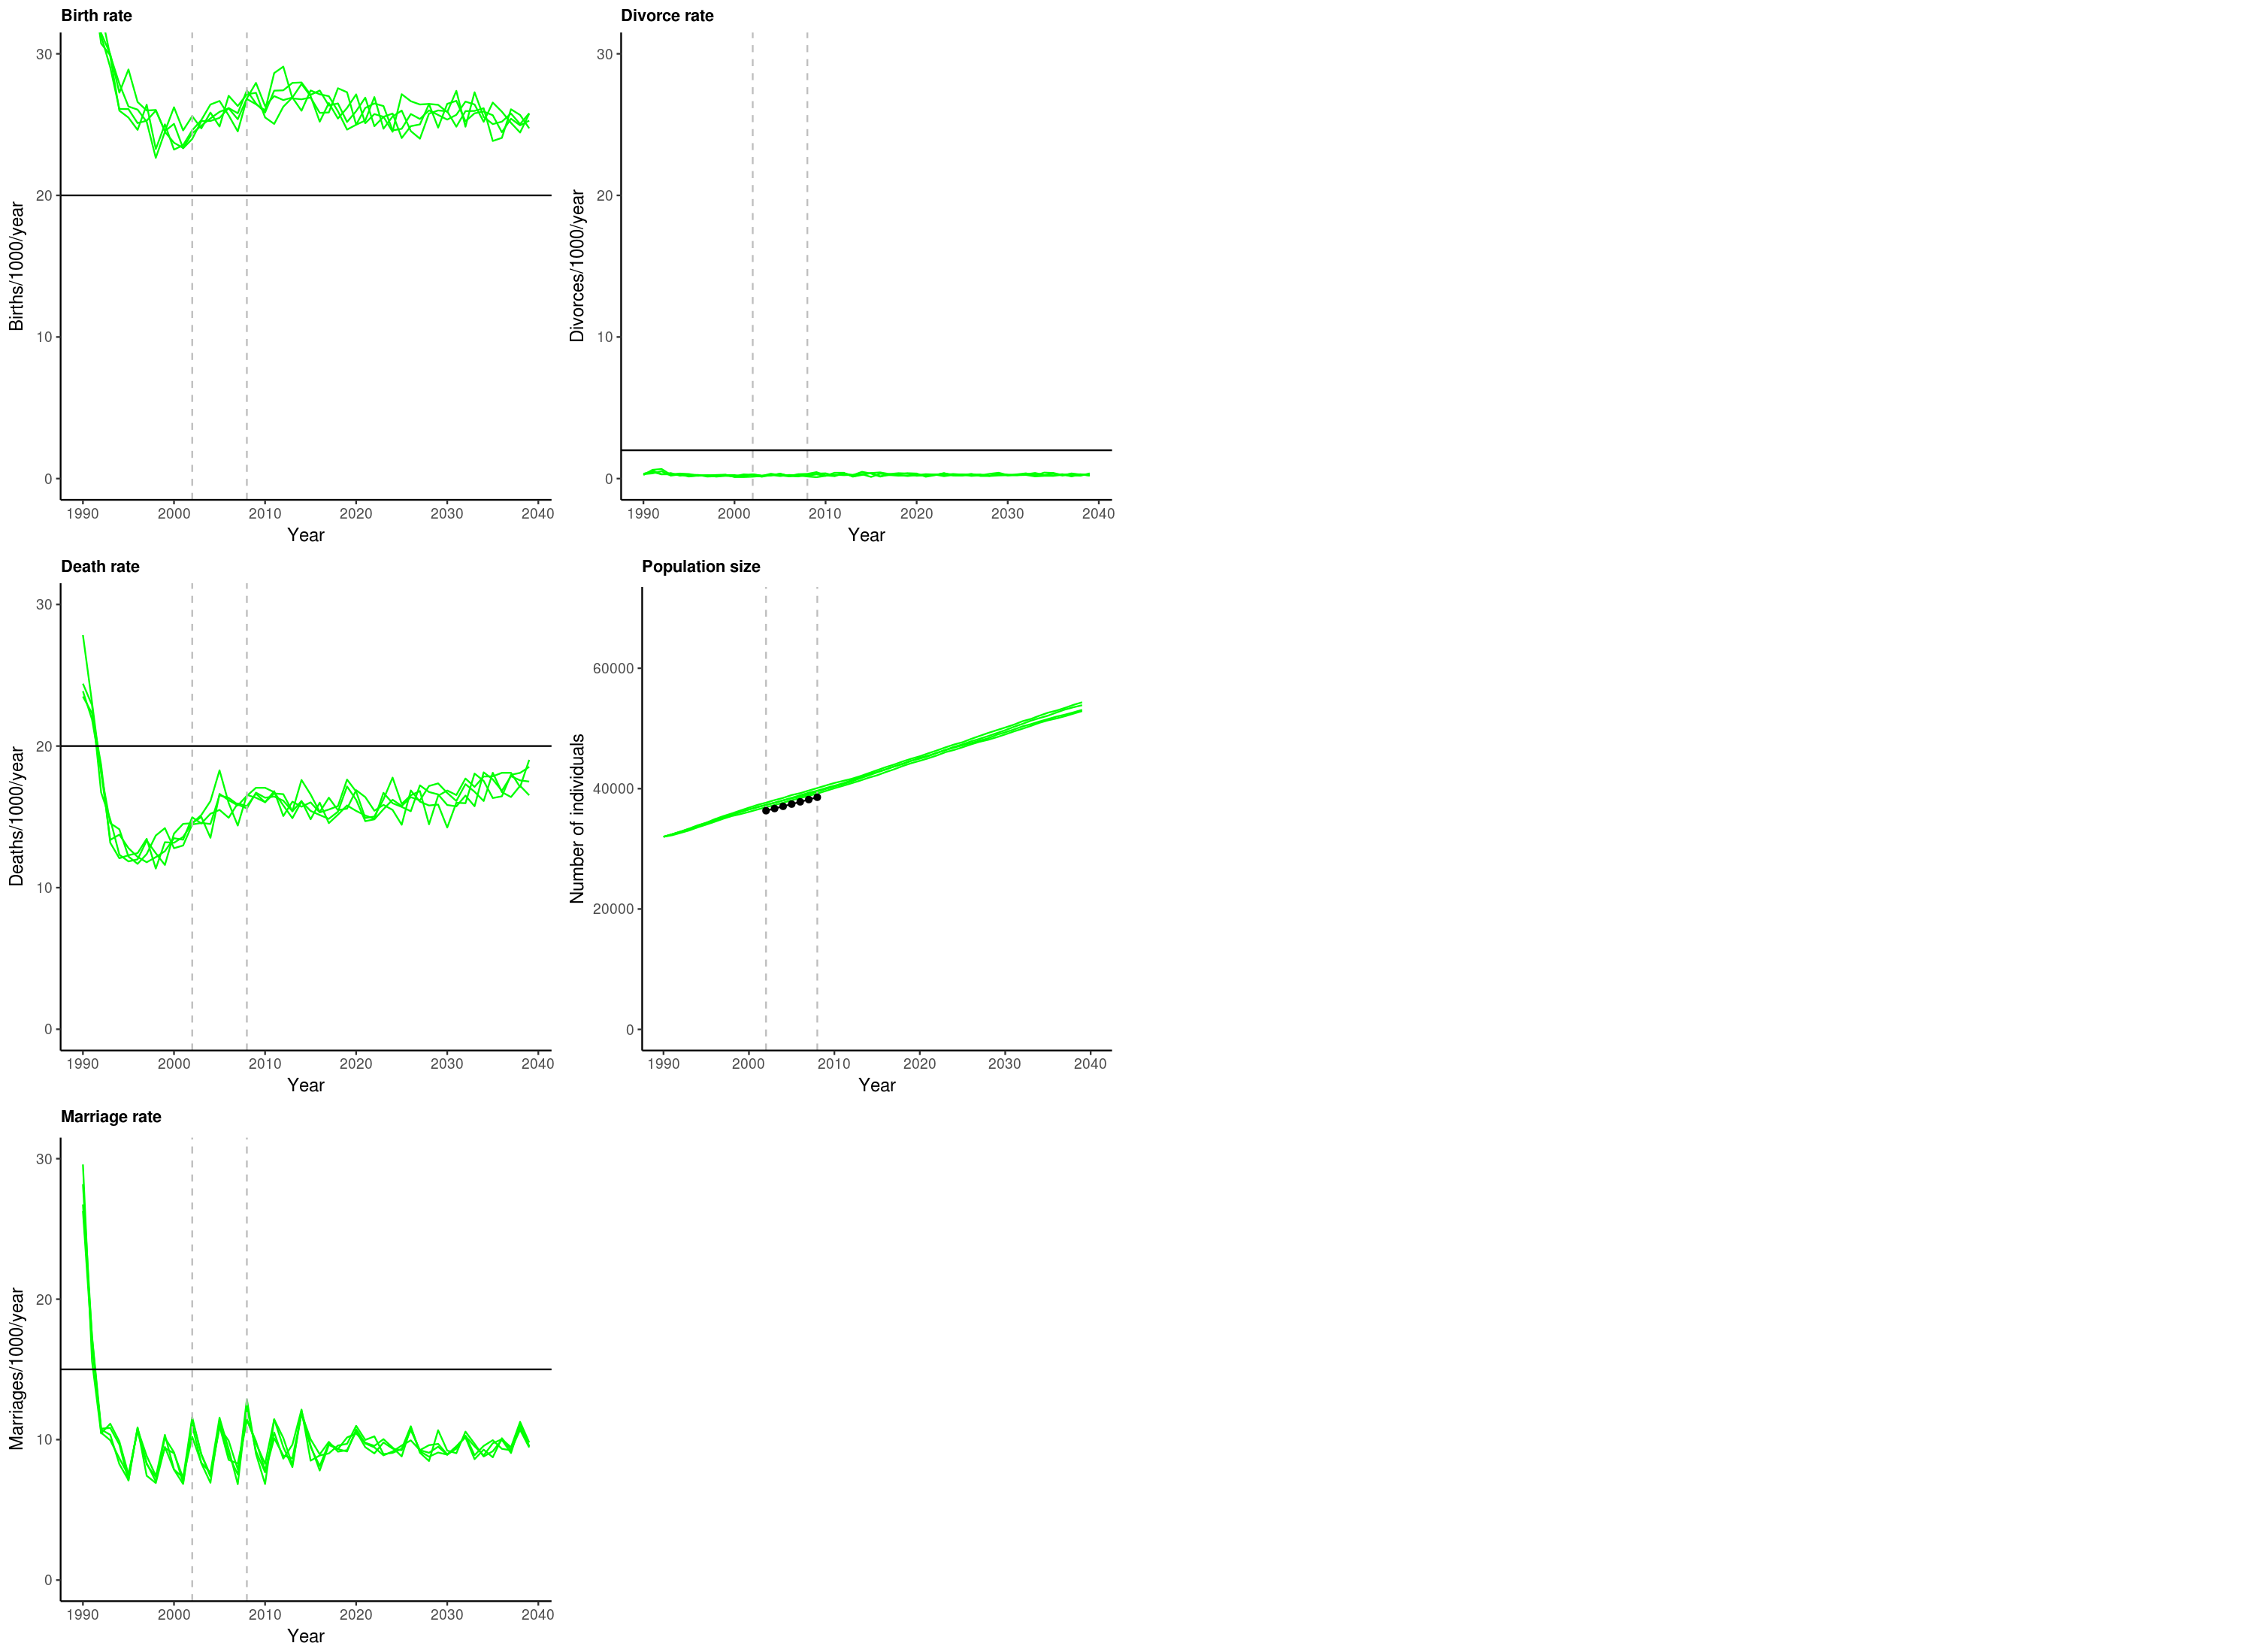 Birth rate
30
20
10
0
Births/1000/year
1990 2000 2010 2020 2030 2040
Year
Divorce rate
30
20
10
0
Divorces/1000/year
1990 2000 2010 2020 2030 2040
Year
Death rate
30
20
10
0
Deaths/1000/year
1990 2000 2010 2020 2030 2040
Year
Population size
60000
40000
20000
0
Number of individuals
1990 2000 2010 2020 2030 2040
Year
Marriage rate
30
20
10
0
Marriages/1000/year
1990 2000 2010 2020 2030 2040
Year